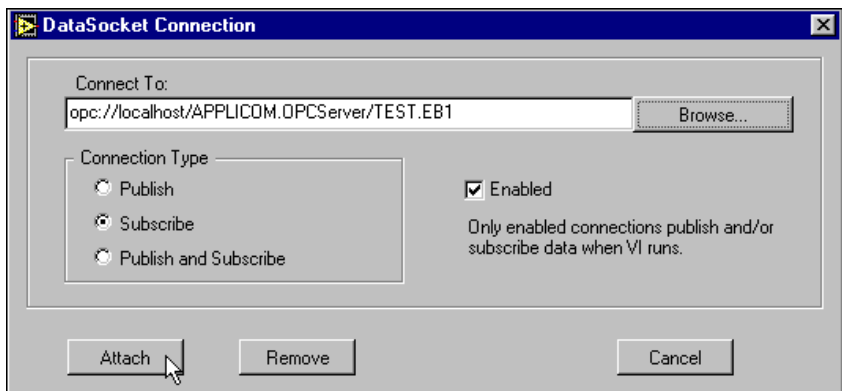 DataSocket Connection
Connect To:
opc://localhost/APPLICOM.OPCServer/TEST.EB1
Browse...
Connection Type
Publish
Subscribe
Publish and Subscribe
Enabled
Only enabled connections publish and/or
subscribe data when VI runs.
Attach
Remove
Cancel